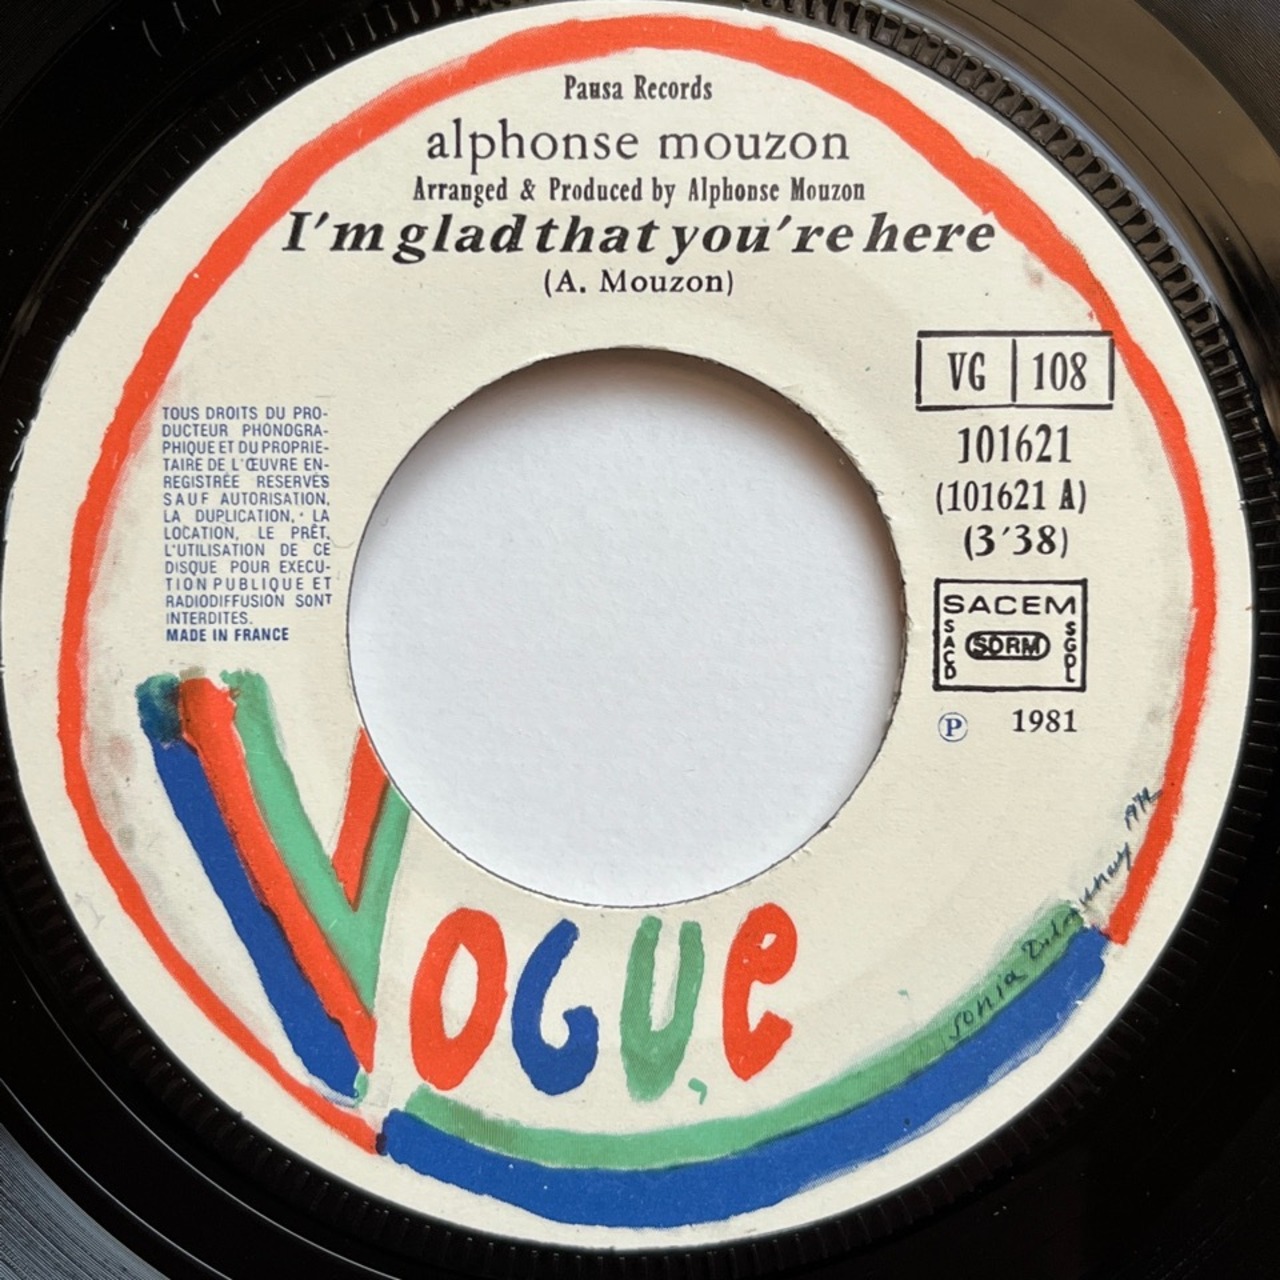 Pausa Records
alphonse mouzon
Arranged & Produced by Alphonse Mouzon
I'm glad that you're here
(A. Mouzon)
VG 108
101621
(101621 A)
(3'38)
SACEM
SACD
SDRM
SGDL
Ⓟ 1981
TOUS DROITS DU PRO-
DUCTEUR PHONOGRA-
PHIQUE ET DU PROPRIE-
TAIRE DE L'ŒUVRE EN-
REGISTRÉE RESERVÉS
SAUF AUTORISATION,
LA DUPLICATION, LA
LOCATION, LE PRÊT,
L'UTILISATION DE CE
DISQUE POUR EXECU-
TION PUBLIQUE ET
RADIODIFFUSION SONT
INTERDITES.
MADE IN FRANCE
VOGUE
sonia